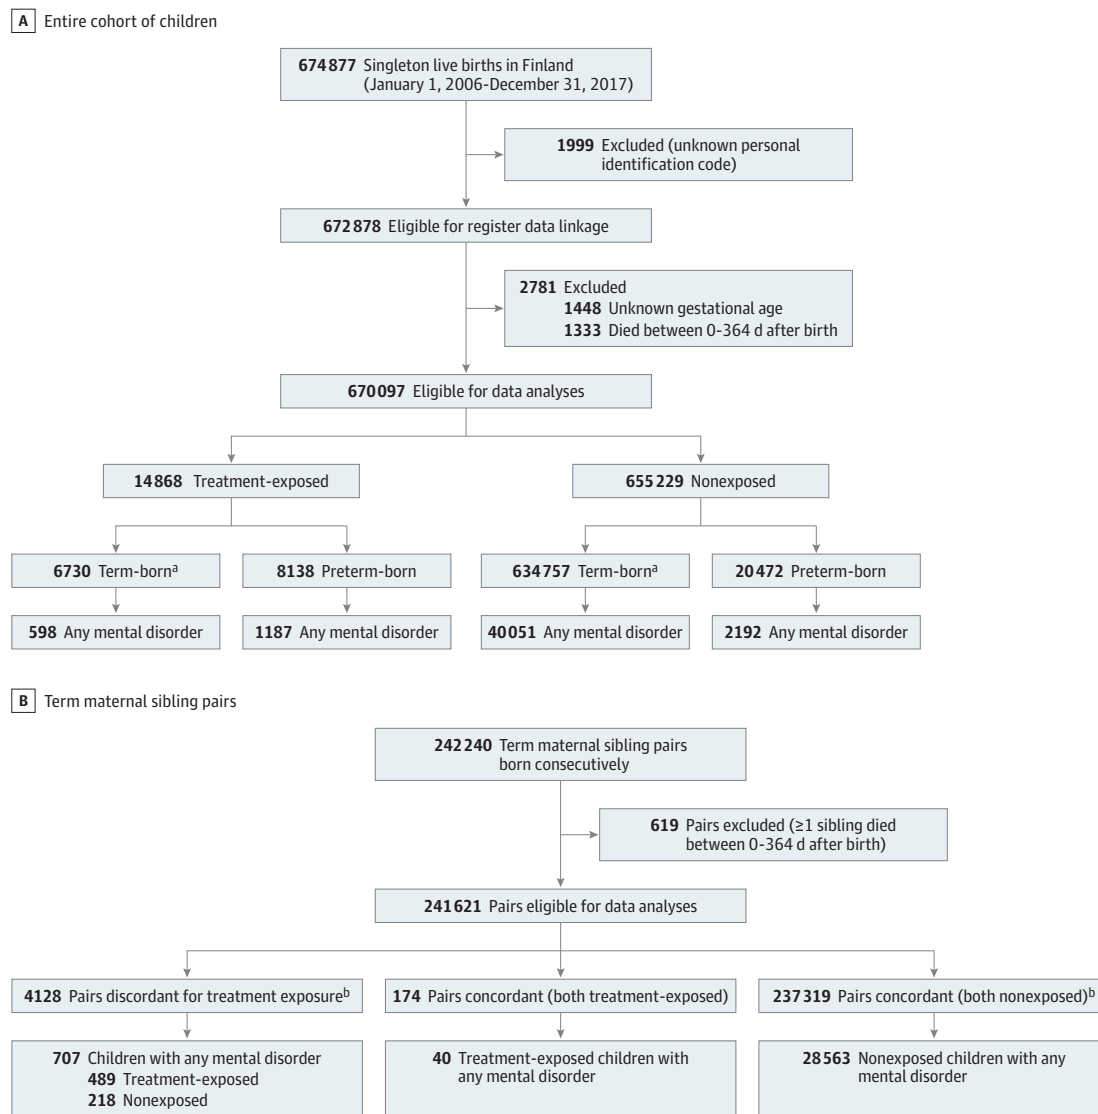 A Entire cohort of children
674877 Singleton live births in Finland
(January 1, 2006-December 31, 2017)
1999 Excluded (unknown personal
identification code)
672878 Eligible for register data linkage
2781 Excluded
1448 Unknown gestational age
1333 Died between 0-364 d after birth
670097 Eligible for data analyses
14868 Treatment-exposed
655229 Nonexposed
6730 Term-bornᵃ
8138 Preterm-born
634757 Term-bornᵃ
20472 Preterm-born
598 Any mental disorder
1187 Any mental disorder
40051 Any mental disorder
2192 Any mental disorder
B Term maternal sibling pairs
242240 Term maternal sibling pairs
born consecutively
619 Pairs excluded (≥1 sibling died
between 0-364 d after birth)
241621 Pairs eligible for data analyses
4128 Pairs discordant for treatment exposureᵇ
174 Pairs concordant (both treatment-exposed)
237319 Pairs concordant (both nonexposed)ᵇ
707 Children with any mental disorder
489 Treatment-exposed
218 Nonexposed
40 Treatment-exposed children with
any mental disorder
28563 Nonexposed children with any
mental disorder